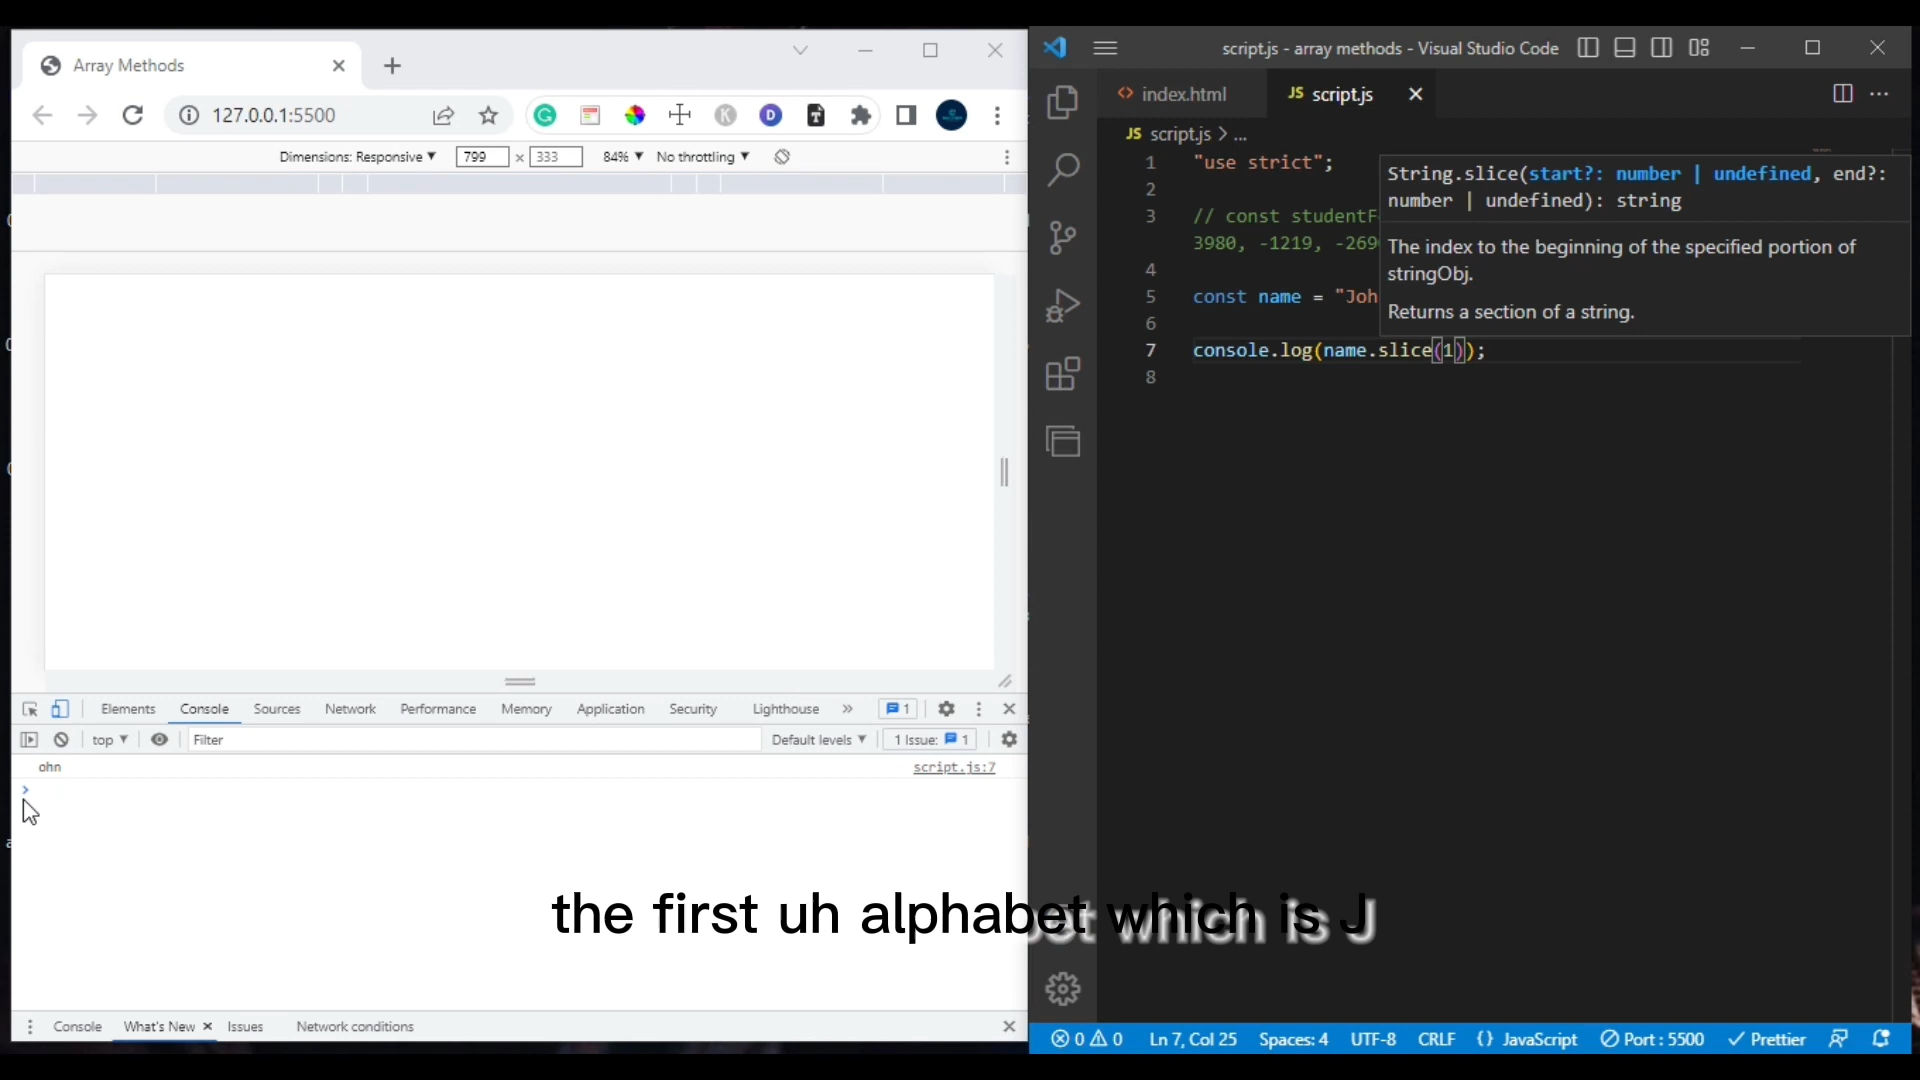 Array Methods
127.0.0.1:5500
Dimensions: Responsive ▼ 799 × 333 84% ▼ No throttling ▼
Elements Console Sources Network Performance Memory Application Security Lighthouse » 1
top ▼ Filter Default levels ▼ 1 Issue: 1
ohn script.js:7
›
Console What's New × Issues Network conditions
script.js - array methods - Visual Studio Code
index.html JS script.js
JS script.js > ...
1 "use strict";
2
3 // const studentF
3980, -1219, -269
4
5 const name = "Joh
6
7 console.log(name.slice(1));
8
String.slice(start?: number | undefined, end?:
number | undefined): string
The index to the beginning of the specified portion of
stringObj.
Returns a section of a string.
the first uh alphabet which is J
0 0 Ln 7, Col 25 Spaces: 4 UTF-8 CRLF {} JavaScript Port : 5500 Prettier